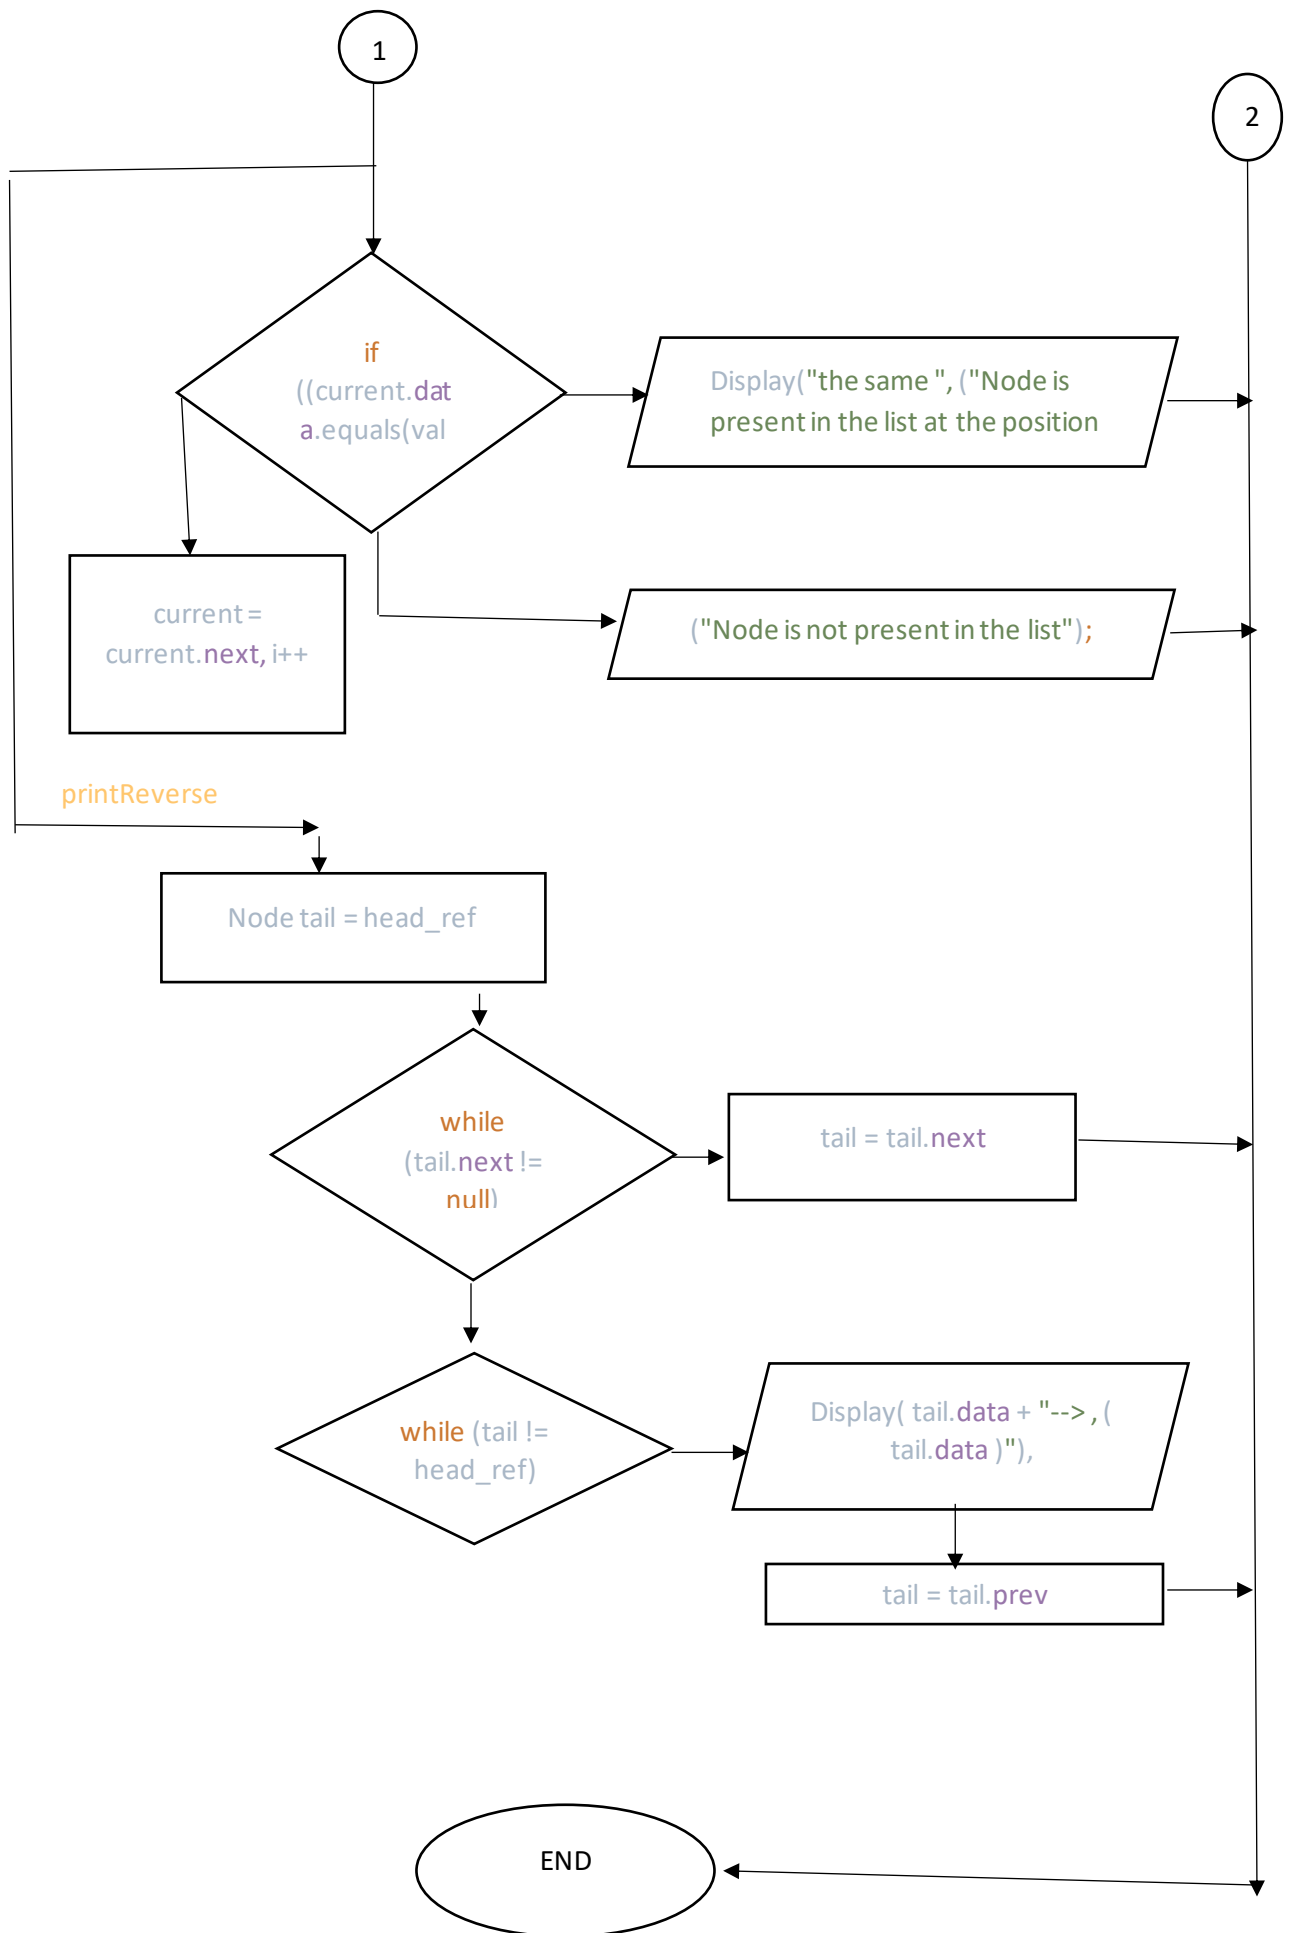 1
2
if
((current.dat
a.equals(val
Display("the same ", ("Node is
present in the list at the position
current =
current.next, i++
("Node is not present in the list");
printReverse
Node tail = head_ref
while
(tail.next !=
null)
tail = tail.next
while (tail !=
head_ref)
Display( tail.data + "--> , (
tail.data )"),
tail = tail.prev
END